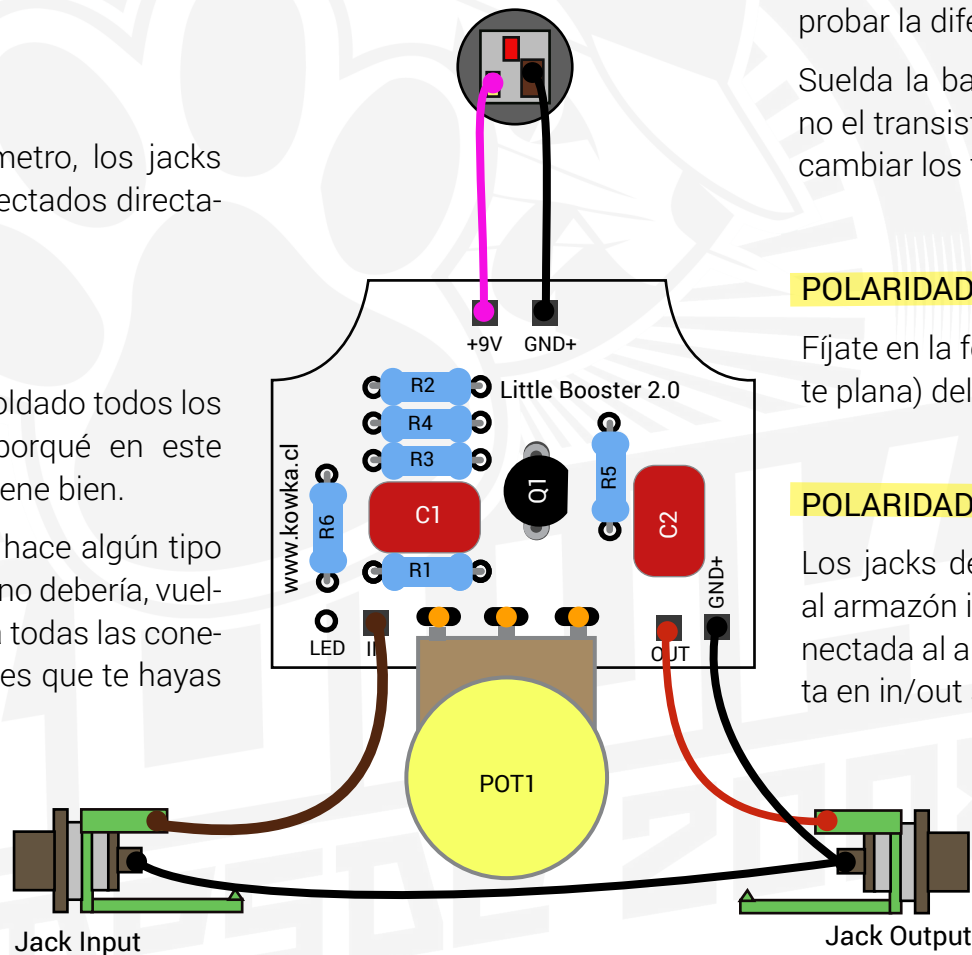 metro, los jacks
ectados directa-
oldado todos los
porqué en este
ene bien.
hace algún tipo
no debería, vuel-
a todas las cone-
es que te hayas
+9V GND+
R2
Little Booster 2.0
R4
R3
www.kowka.cl
R6
C1
Q1
R5
C2
R1
GND+
LED
IN
OUT
POT1
Jack Input
Jack Output
probar la dife
Suelda la ba
no el transist
cambiar los
POLARIDAD
Fíjate en la f
te plana) del
POLARIDAD
Los jacks de
al armazón i
nectada al a
ta en in/out